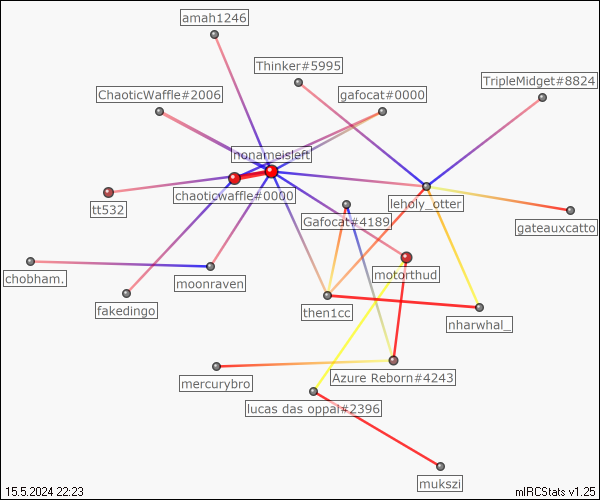 amah1246
Thinker#5995
TripleMidget#8824
ChaoticWaffle#2006
gafocat#0000
nonameisleft
chaoticwaffle#0000
leholy_otter
tt532
Gafocat#4189
gateauxcatto
chobham.
motorthud
moonraven
fakedingo
then1cc
nharwhal_
mercurybro
Azure Reborn#4243
lucas das oppai#2396
mukszi
15.5.2024 22:23
mIRCStats v1.25